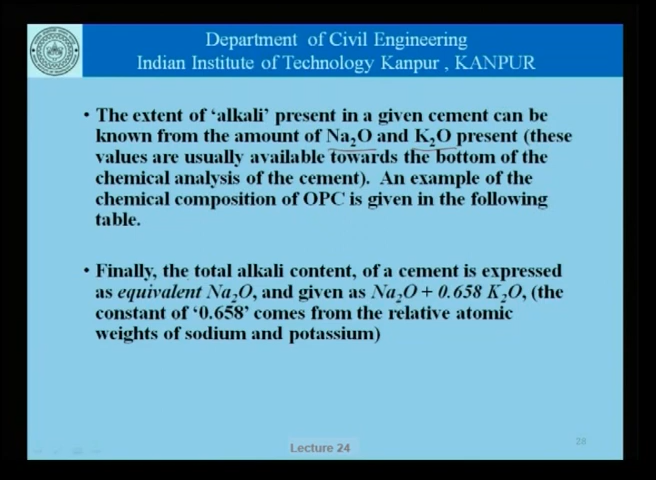 Department of Civil Engineering
Indian Institute of Technology Kanpur , KANPUR
• The extent of ‘alkali’ present in a given cement can be
known from the amount of Na₂O and K₂O present (these
values are usually available towards the bottom of the
chemical analysis of the cement). An example of the
chemical composition of OPC is given in the following
table.
• Finally, the total alkali content, of a cement is expressed
as equivalent Na₂O, and given as Na₂O + 0.658 K₂O, (the
constant of ‘0.658’ comes from the relative atomic
weights of sodium and potassium)
Lecture 24